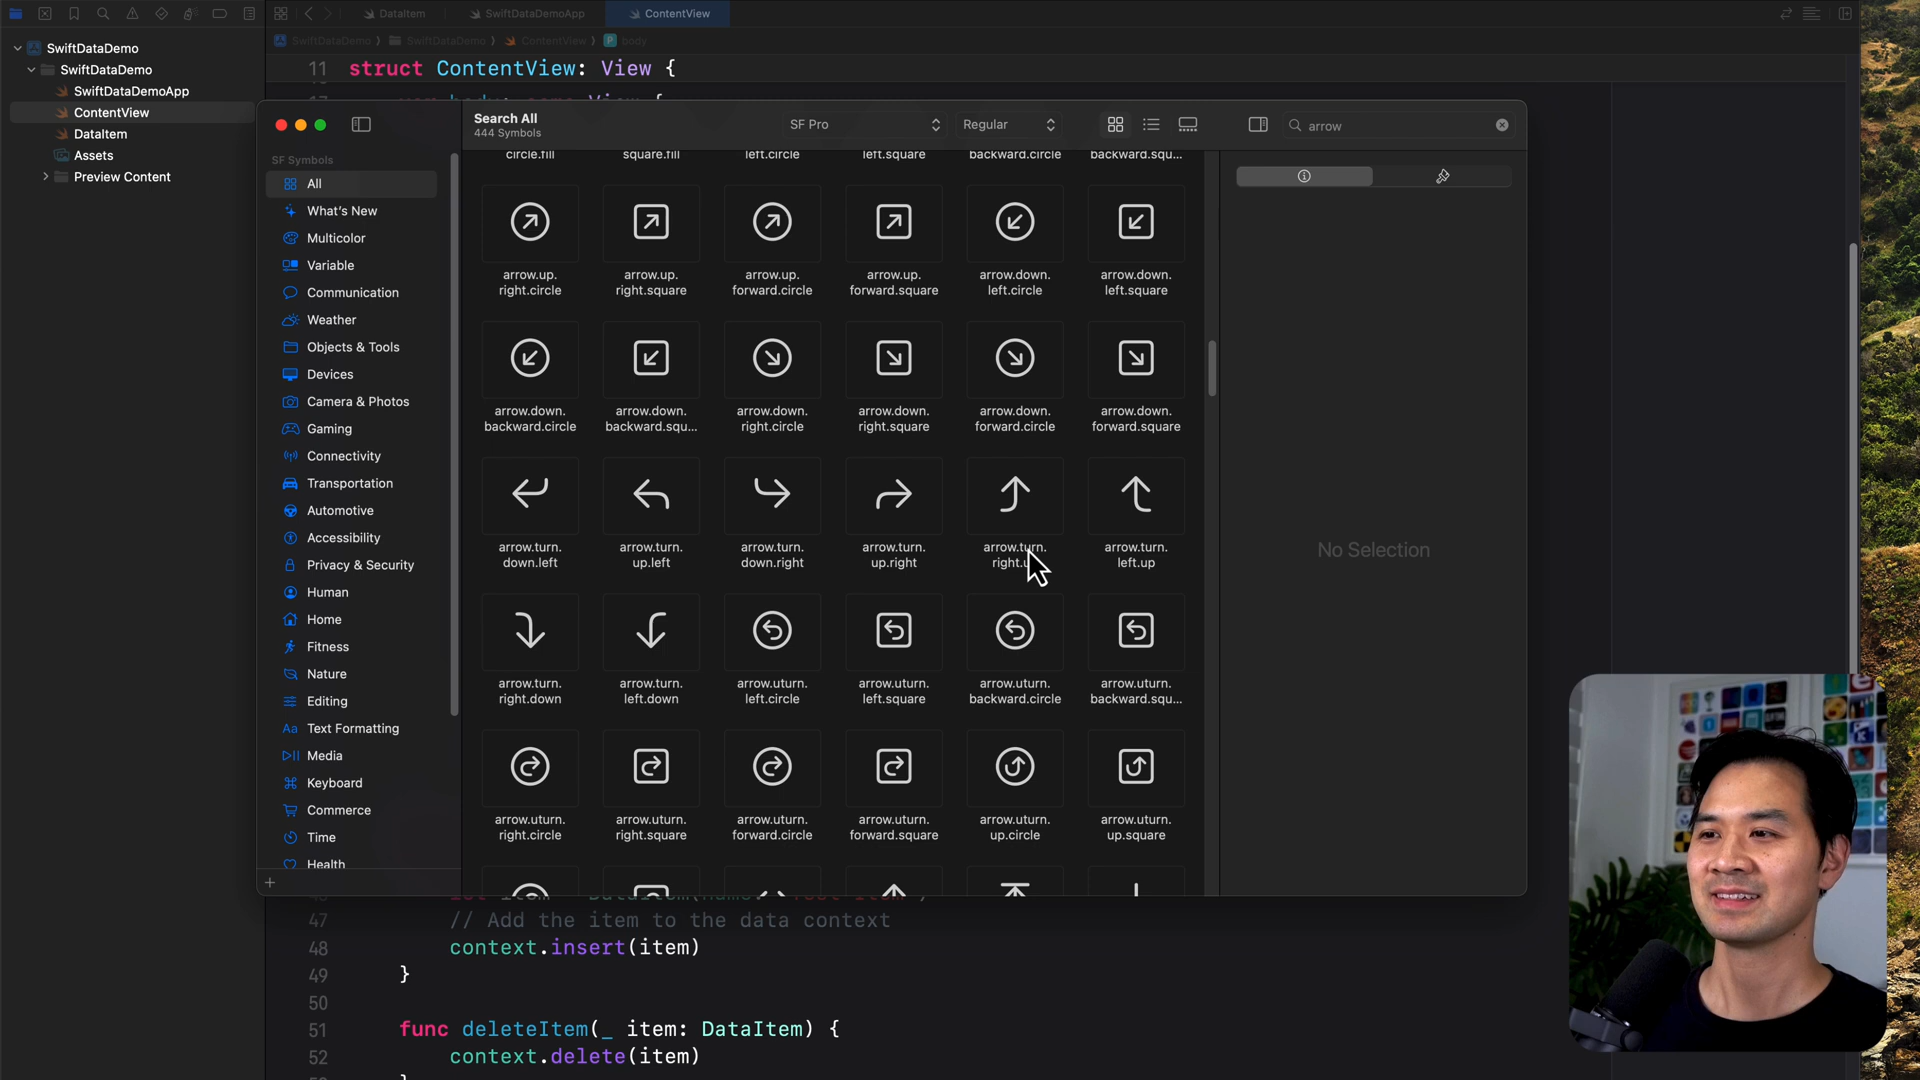 DataItem
SwiftDataDemoApp
ContentView
SwiftDataDemo
SwiftDataDemo
SwiftDataDemoApp
ContentView
DataItem
Assets
Preview Content
SwiftDataDemo
SwiftDataDemo
ContentView
P body
11 struct ContentView: View {
Search All
444 Symbols
SF Pro
Regular
arrow
SF Symbols
All
What's New
Multicolor
Variable
Communication
Weather
Objects & Tools
Devices
Camera & Photos
Gaming
Connectivity
Transportation
Automotive
Accessibility
Privacy & Security
Human
Home
Fitness
Nature
Editing
Aa Text Formatting
Media
Keyboard
Commerce
Time
Health
circle.fill
square.fill
left.circle
left.square
backward.circle
backward.squ...
arrow.up.
right.circle
arrow.up.
right.square
arrow.up.
forward.circle
arrow.up.
forward.square
arrow.down.
left.circle
arrow.down.
left.square
arrow.down.
backward.circle
arrow.down.
backward.squ...
arrow.down.
right.circle
arrow.down.
right.square
arrow.down.
forward.circle
arrow.down.
forward.square
arrow.turn.
down.left
arrow.turn.
up.left
arrow.turn.
down.right
arrow.turn.
up.right
arrow.turn.
arrow.turn.
left.up
arrow.turn.
right.down
arrow.turn.
left.down
arrow.uturn.
left.circle
arrow.uturn.
left.square
arrow.uturn.
backward.circle
arrow.uturn.
backward.squ...
arrow.uturn.
right.circle
arrow.uturn.
right.square
arrow.uturn.
forward.circle
arrow.uturn.
forward.square
arrow.uturn.
up.circle
arrow.uturn.
up.square
No Selection
47 // Add the item to the data context
48 context.insert(item)
49 }
50
51 func deleteItem(_ item: DataItem) {
52 context.delete(item)